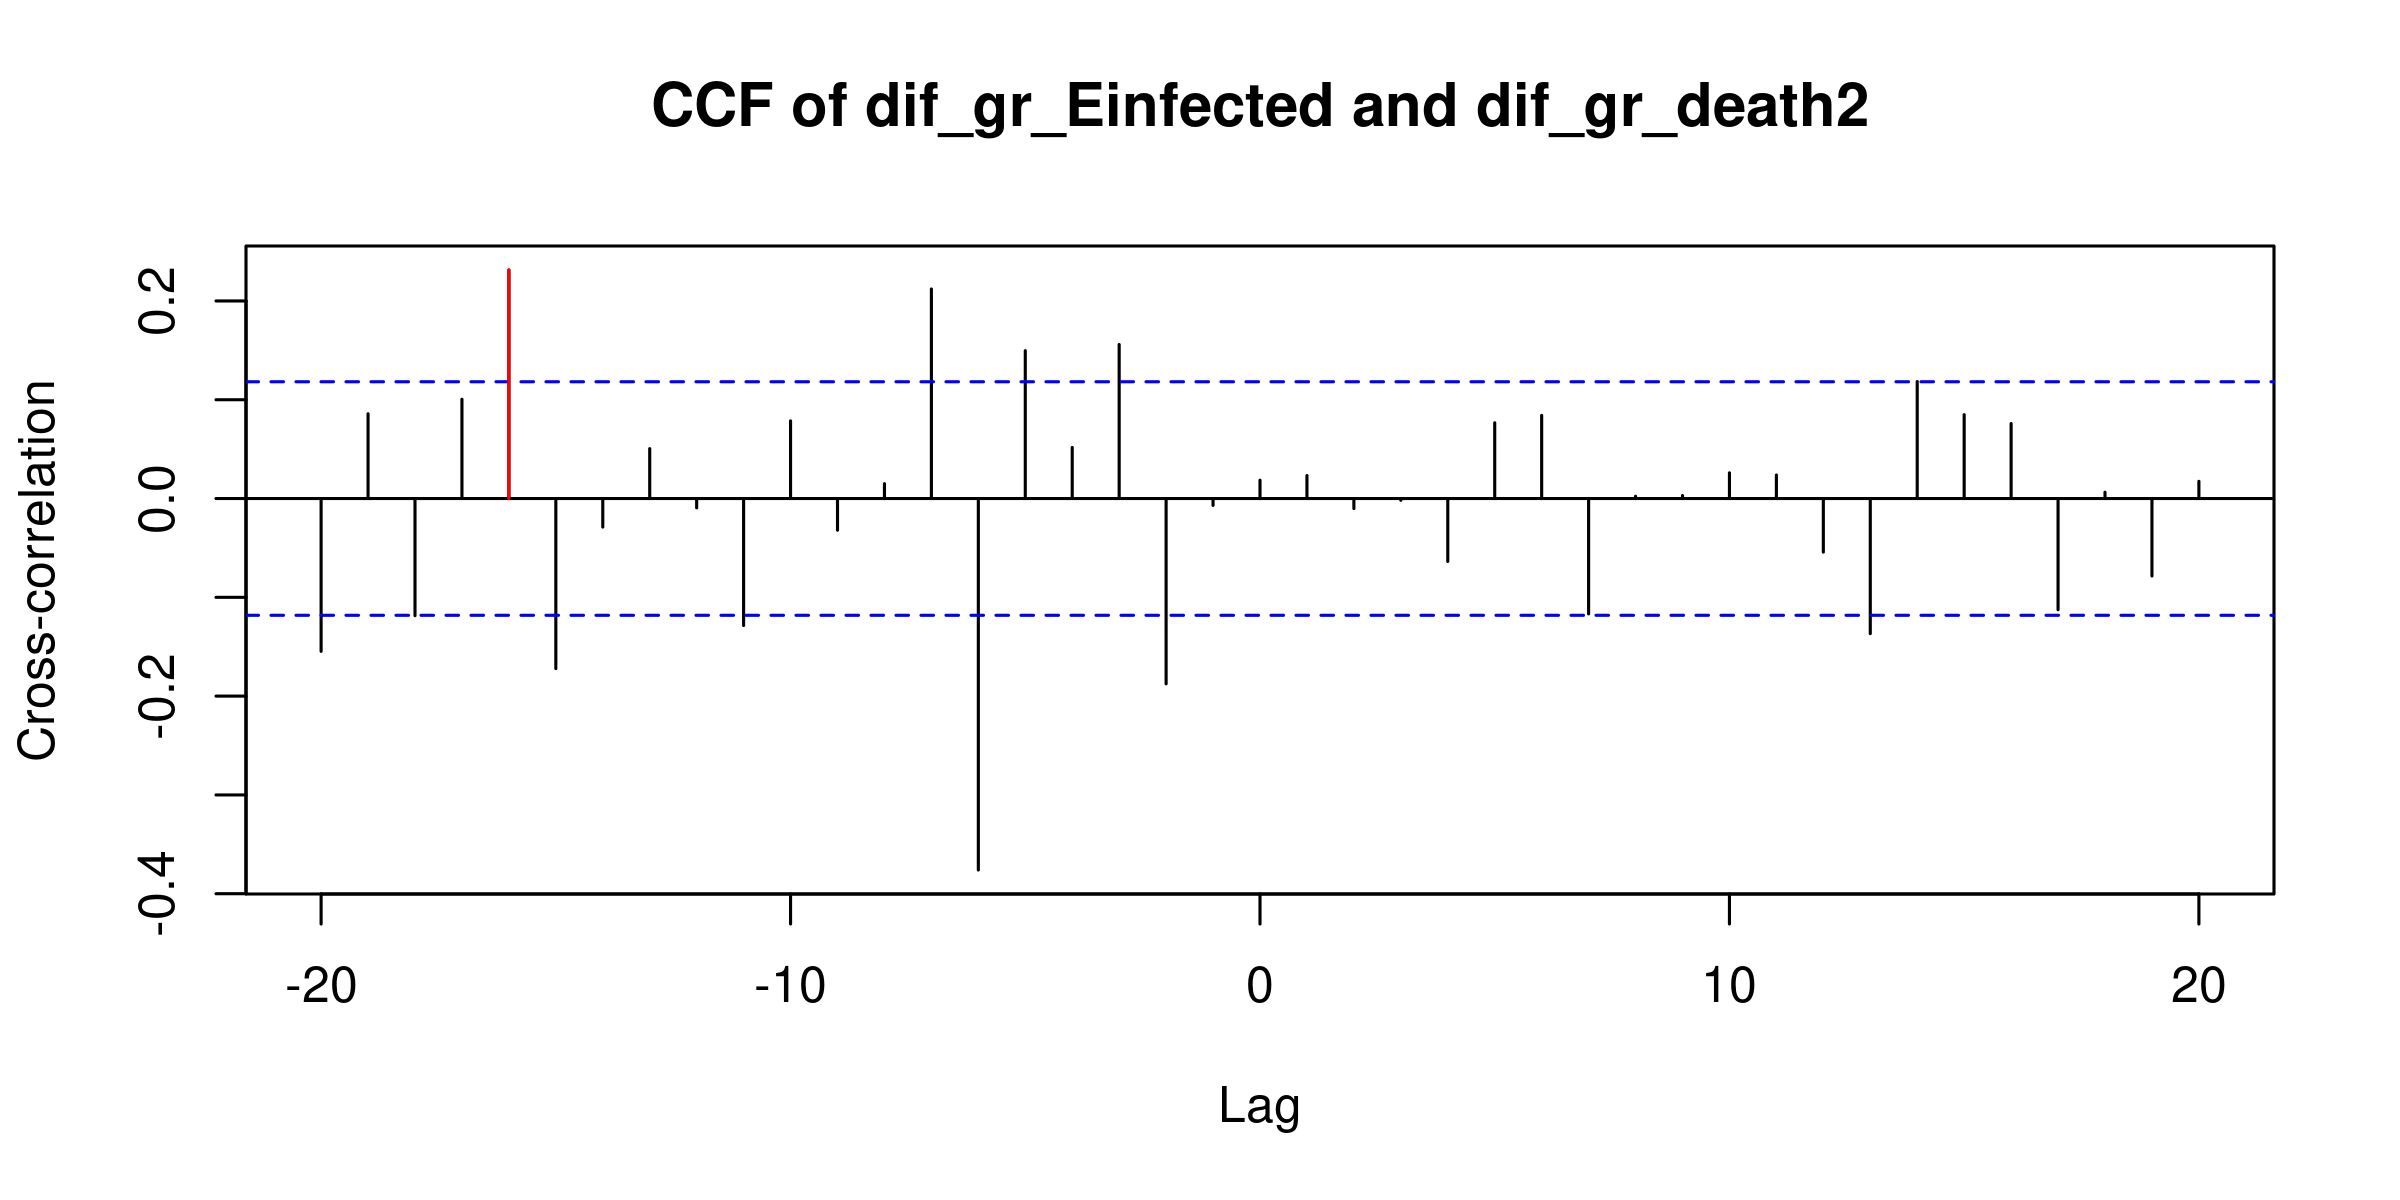 CCF of dif_gr_Einfected and dif_gr_death2
Cross-correlation
0.2
0.0
-0.2
-0.4
-20 -10 0 10 20
Lag